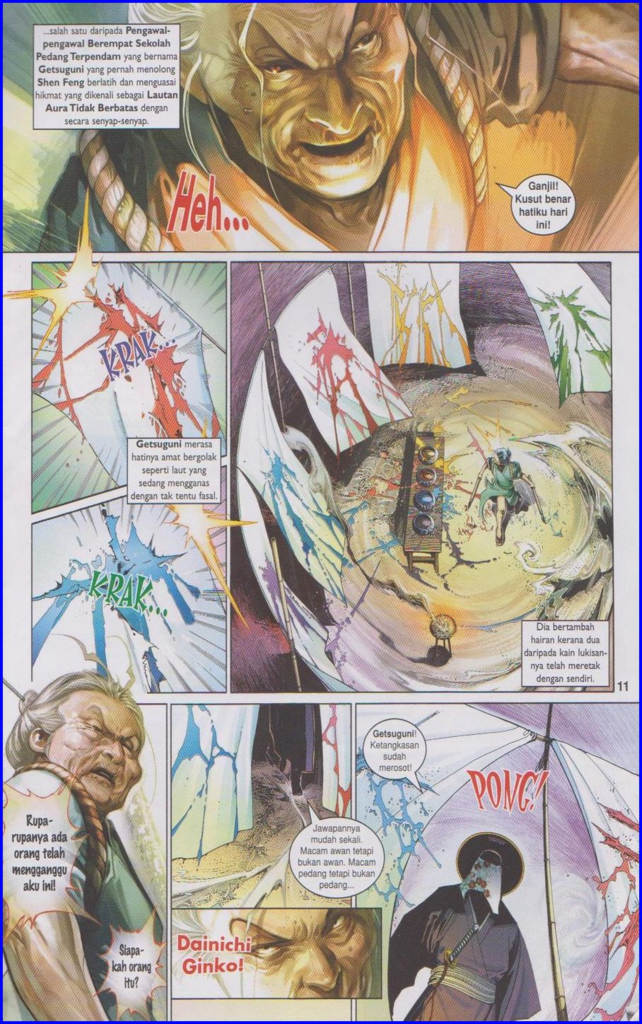 ...salah satu daripada Pengawal-
pengawal Berempat Sekolah
Pedang Terpendam yang bernama
Getsuguni yang pernah menolong
Shen Feng berlatih dan menguasai
hikmat yang dikenali sebagai Lautan
Aura Tidak Berbatas dengan
secara senyap-senyap.
Heh...
Ganjil!
Kusut benar
hatiku hari
ini!
KRAK...
Getsuguni merasa
hatinya amat bergolak
seperti laut yang
sedang mengganas
dengan tak tentu fasal.
KRAK...
Dia bertambah
hairan kerana dua
daripada kain lukisan-
nya telah meretak
dengan sendiri.
11
Rupa-
rupanya ada
orang telah
mengganggu
aku ini!
Siapa-
kah orang
itu?
Jawapannya
mudah sekali.
Macam awan tetapi
bukan awan. Macam
pedang tetapi bukan
pedang...
Dainichi
Ginko!
Getsuguni!
Ketangkasan
sudah
merosot!
PONG!